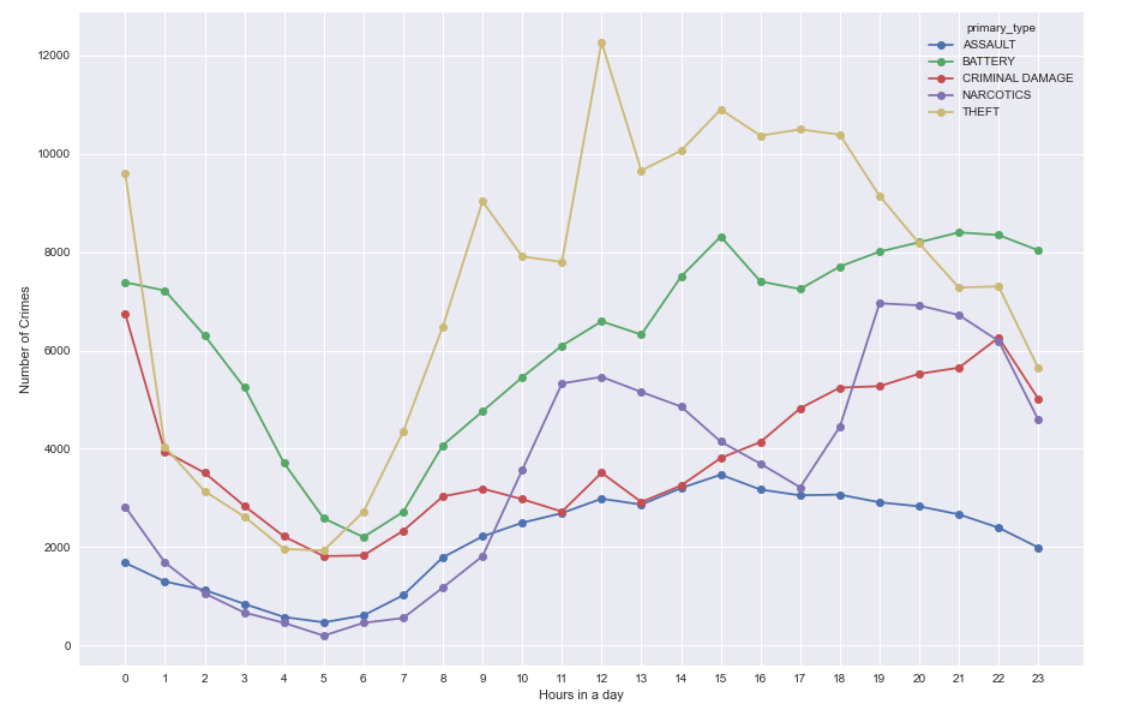 primary_type
ASSAULT
BATTERY
CRIMINAL DAMAGE
NARCOTICS
THEFT
Number of Crimes
12000
10000
8000
6000
4000
2000
0
0 1 2 3 4 5 6 7 8 9 10 11 12 13 14 15 16 17 18 19 20 21 22 23
Hours in a day